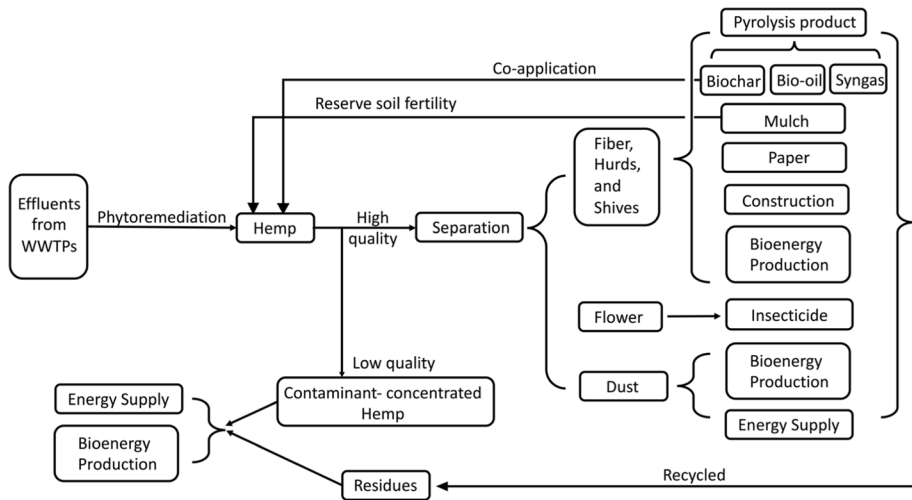 Pyrolysis product
Co-application
Biochar
Bio-oil
Syngas
Reserve soil fertility
Mulch
Fiber,
Hurds,
and
Shives
Paper
Effluents
from
WWTPs
Phytoremediation
Hemp
High
quality
Separation
Construction
Bioenergy
Production
Flower
Insecticide
Low quality
Contaminant- concentrated
Hemp
Dust
Bioenergy
Production
Energy Supply
Energy Supply
Bioenergy
Production
Residues
Recycled